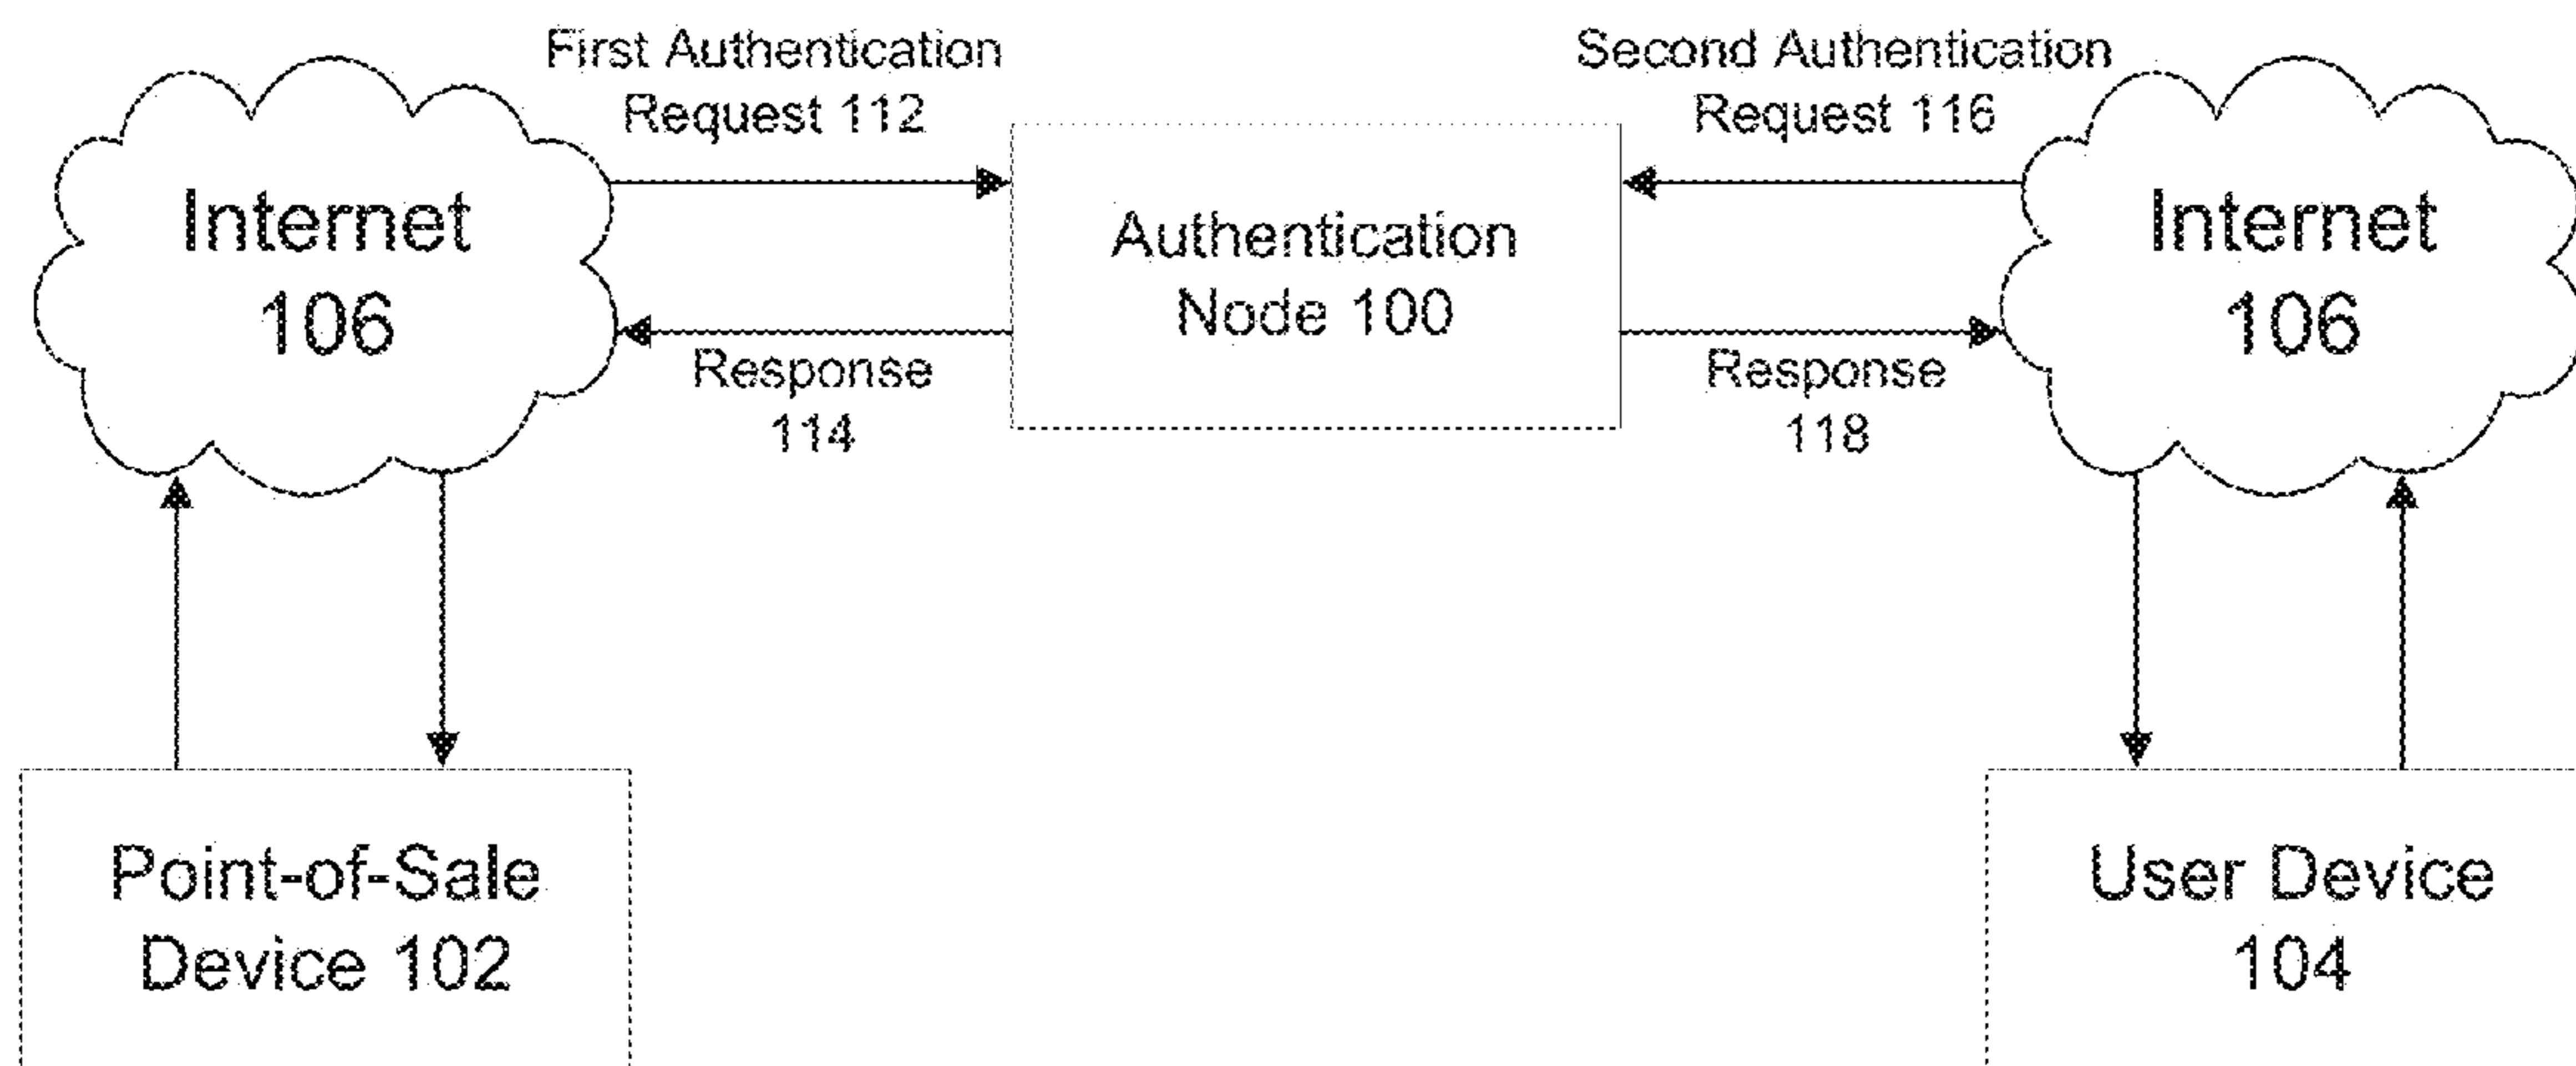 First Authentication
Request 112
Second Authentication
Request 116
Internet
106
Authentication
Node 100
Internet
106
Response
114
Response
118
Point-of-Sale
Device 102
User Device
104